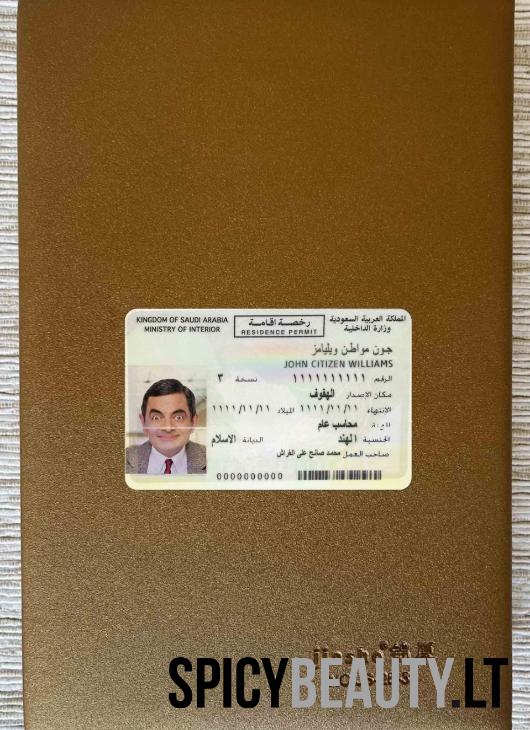 KINGDOM OF SAUDI ARABIA
MINISTRY OF INTERIOR
رخصة اقامة
RESIDENCE PERMIT
المملكة العربية السعودية
وزارة الداخلية
جون مواطن ويليامز
JOHN CITIZEN WILLIAMS
الرقم ١١١١١١١١١١ نسخة ٣
مكان الإصدار الهفوف
الانتهاء ١١١١/١١/١١ الميلاد ١١١١/١١/١١
محاسب عام
الجنسية الهند الديانة الاسلام
صاحب العمل محمد صالح على الفراش
0000000000
SPICYBEAUTY.LT